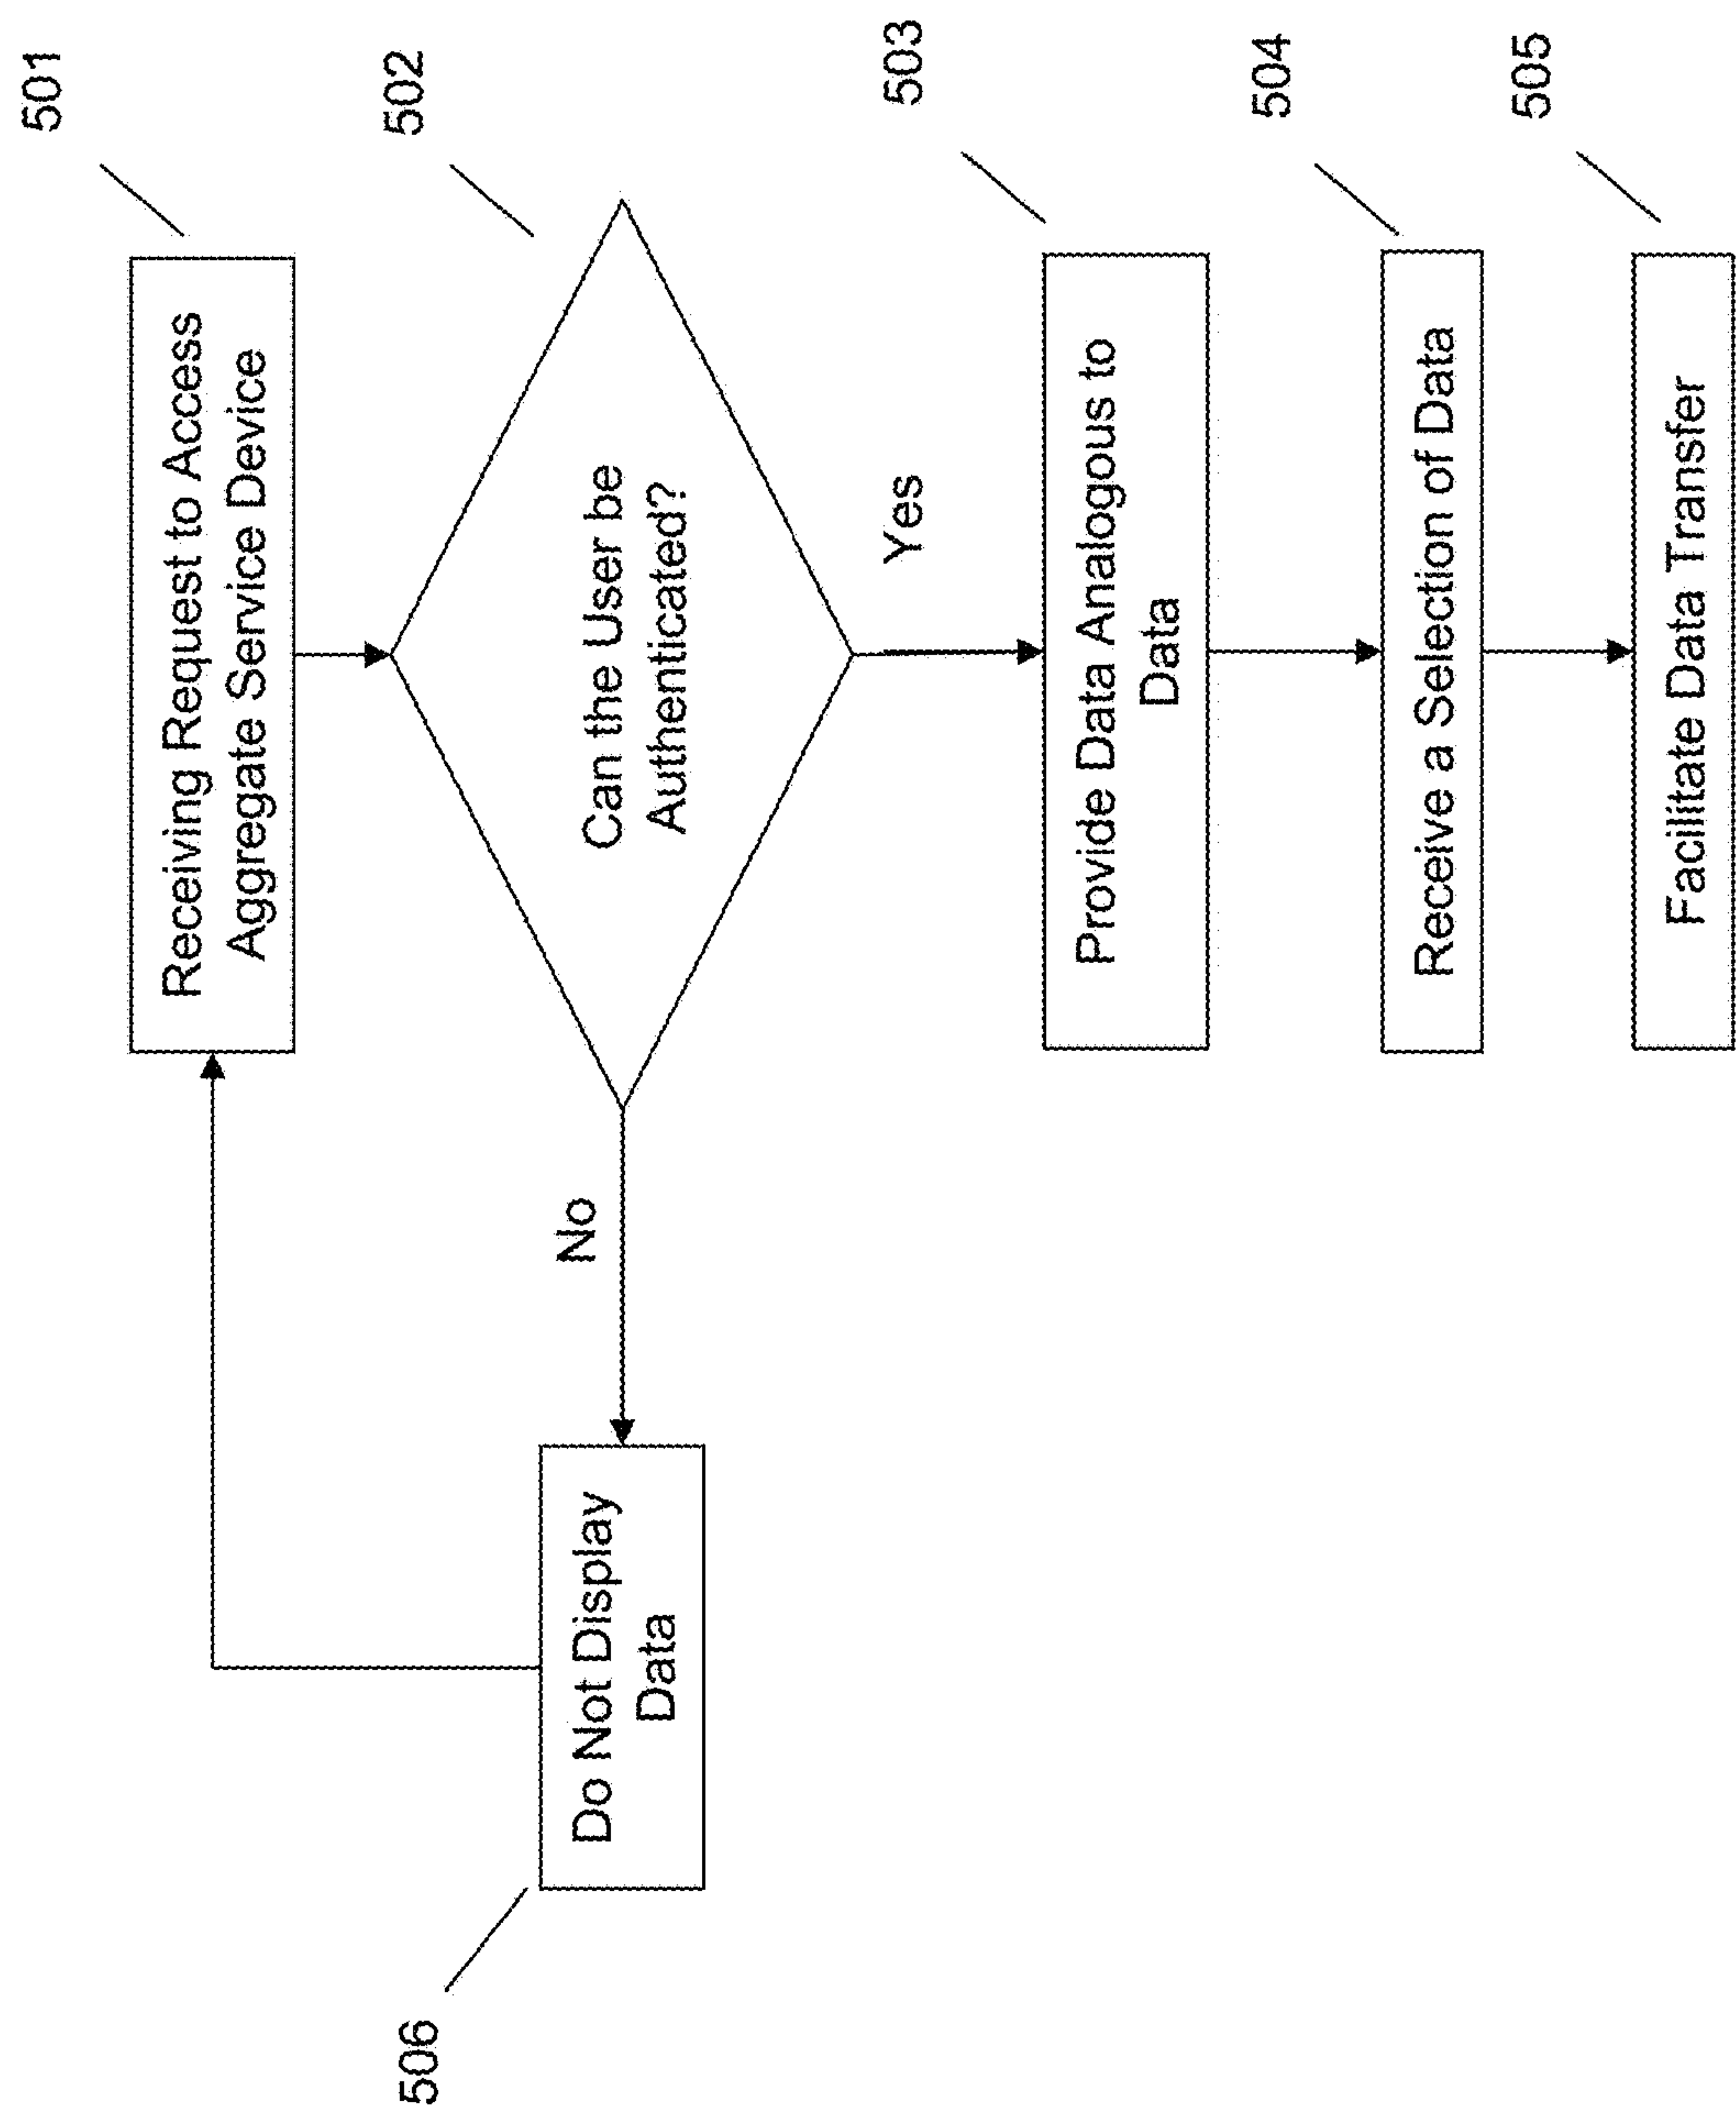 501
Receiving Request to Access
Aggregate Service Device
502
Can the User be
Authenticated?
No
Yes
506
Do Not Display
Data
503
Provide Data Analogous to
Data
504
Receive a Selection of Data
505
Facilitate Data Transfer